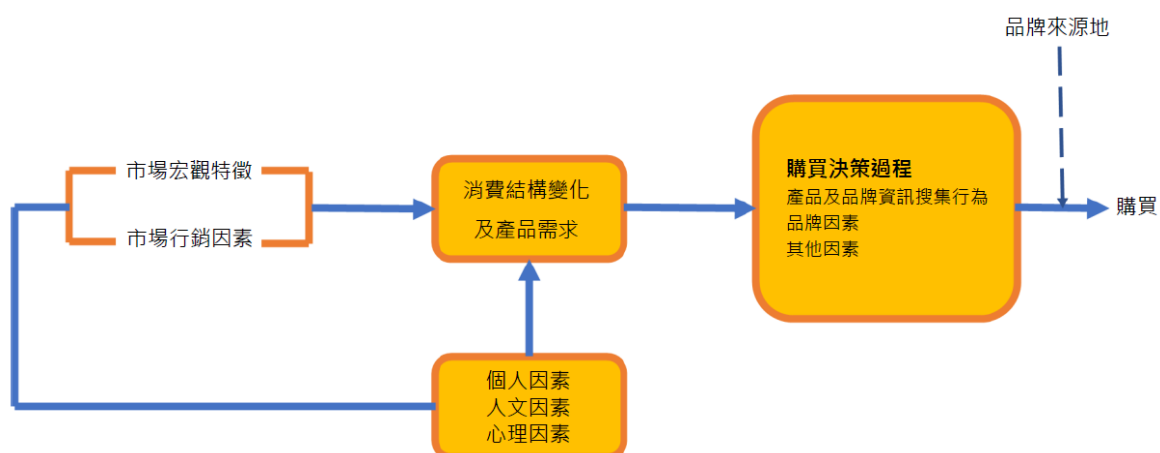 品牌來源地
市場宏觀特徵
市場行銷因素
消費結構變化
及產品需求
購買決策過程
產品及品牌資訊搜集行為
品牌因素
其他因素
購買
個人因素
人文因素
心理因素